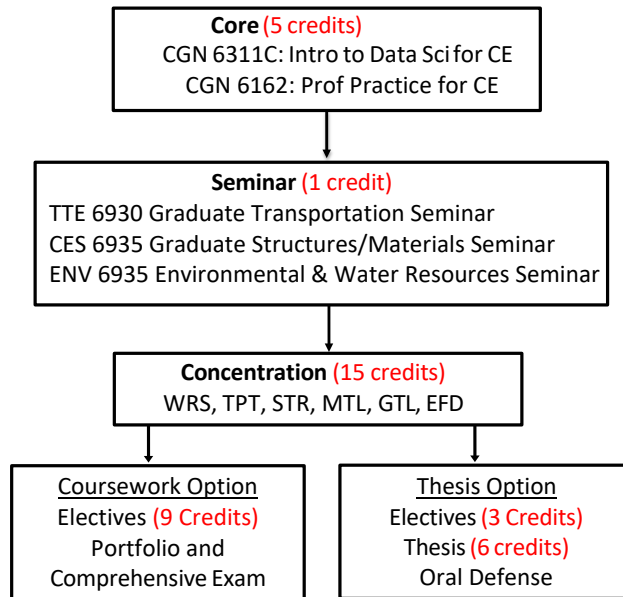 Core (5 credits)
CGN 6311C: Intro to Data Sci for CE
CGN 6162: Prof Practice for CE
Seminar (1 credit)
TTE 6930 Graduate Transportation Seminar
CES 6935 Graduate Structures/Materials Seminar
ENV 6935 Environmental & Water Resources Seminar
Concentration (15 credits)
WRS, TPT, STR, MTL, GTL, EFD
Coursework Option
Electives (9 Credits)
Portfolio and
Comprehensive Exam
Thesis Option
Electives (3 Credits)
Thesis (6 credits)
Oral Defense